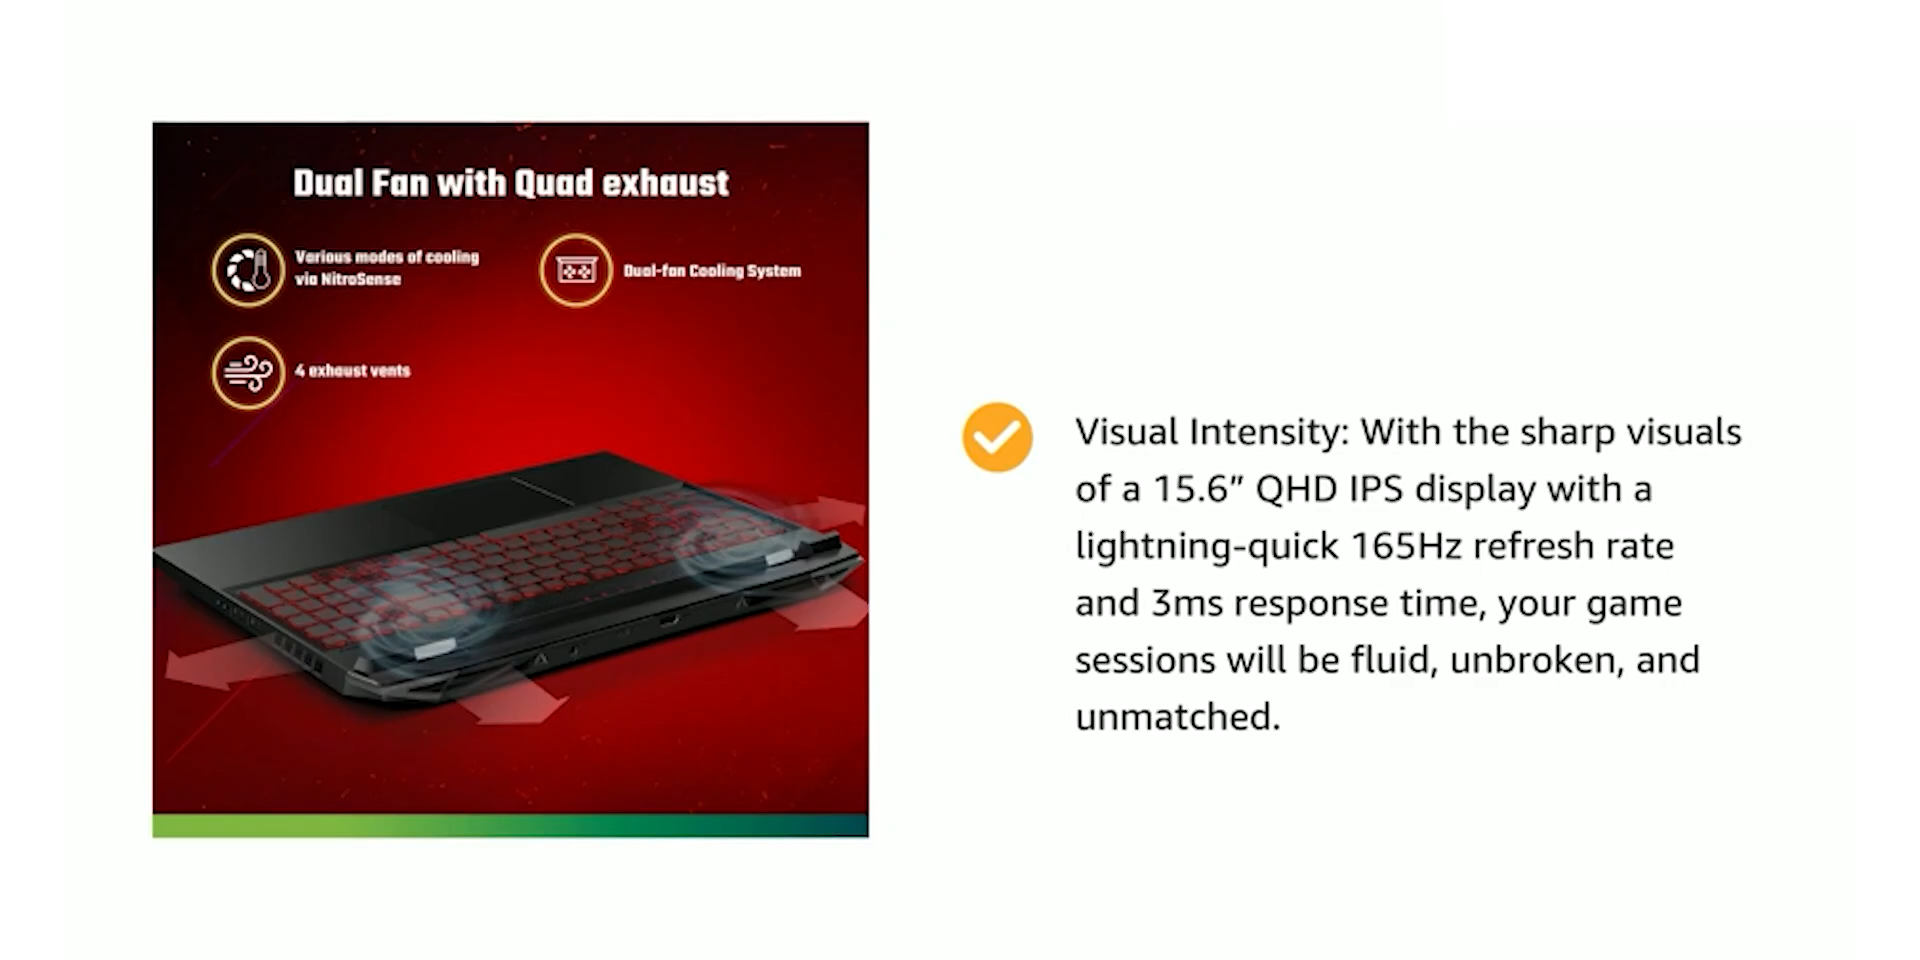 Dual Fan with Quad exhaust
Various modes of cooling
via NitroSense
Dual-fan Cooling System
4 exhaust vents
Visual Intensity: With the sharp visuals
of a 15.6” QHD IPS display with a
lightning-quick 165Hz refresh rate
and 3ms response time, your game
sessions will be fluid, unbroken, and
unmatched.